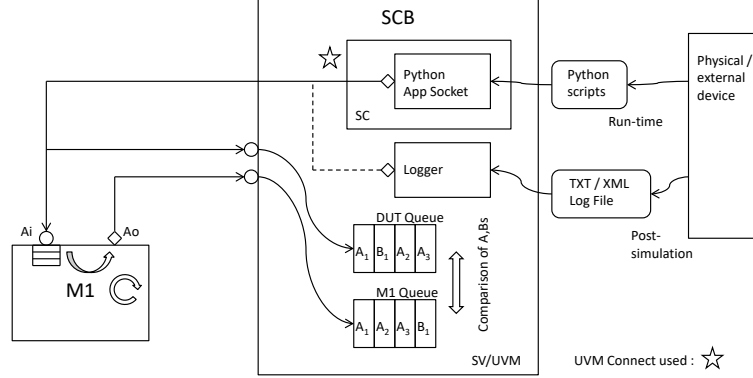 SCB
Python
App Socket
SC
Python
scripts
Physical /
external
device
Run-time
Logger
TXT / XML
Log File
Post-
simulation
Ai
Ao
M1
DUT Queue
A1 B1 A2 A3
M1 Queue
A1 A2 A3 B1
Comparison of A,Bs
SV/UVM
UVM Connect used :